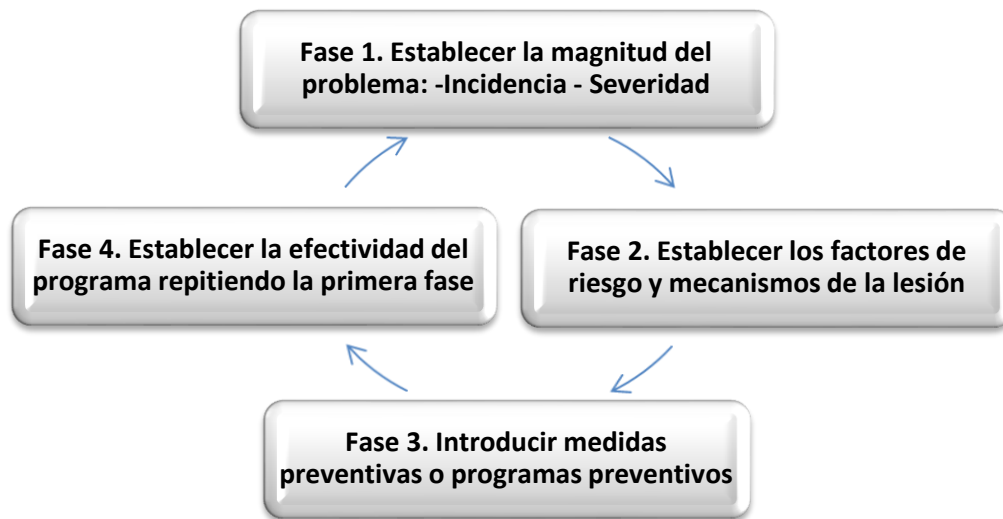 Fase 1. Establecer la magnitud del
problema: -Incidencia - Severidad
Fase 2. Establecer los factores de
riesgo y mecanismos de la lesión
Fase 3. Introducir medidas
preventivas o programas preventivos
Fase 4. Establecer la efectividad del
programa repitiendo la primera fase